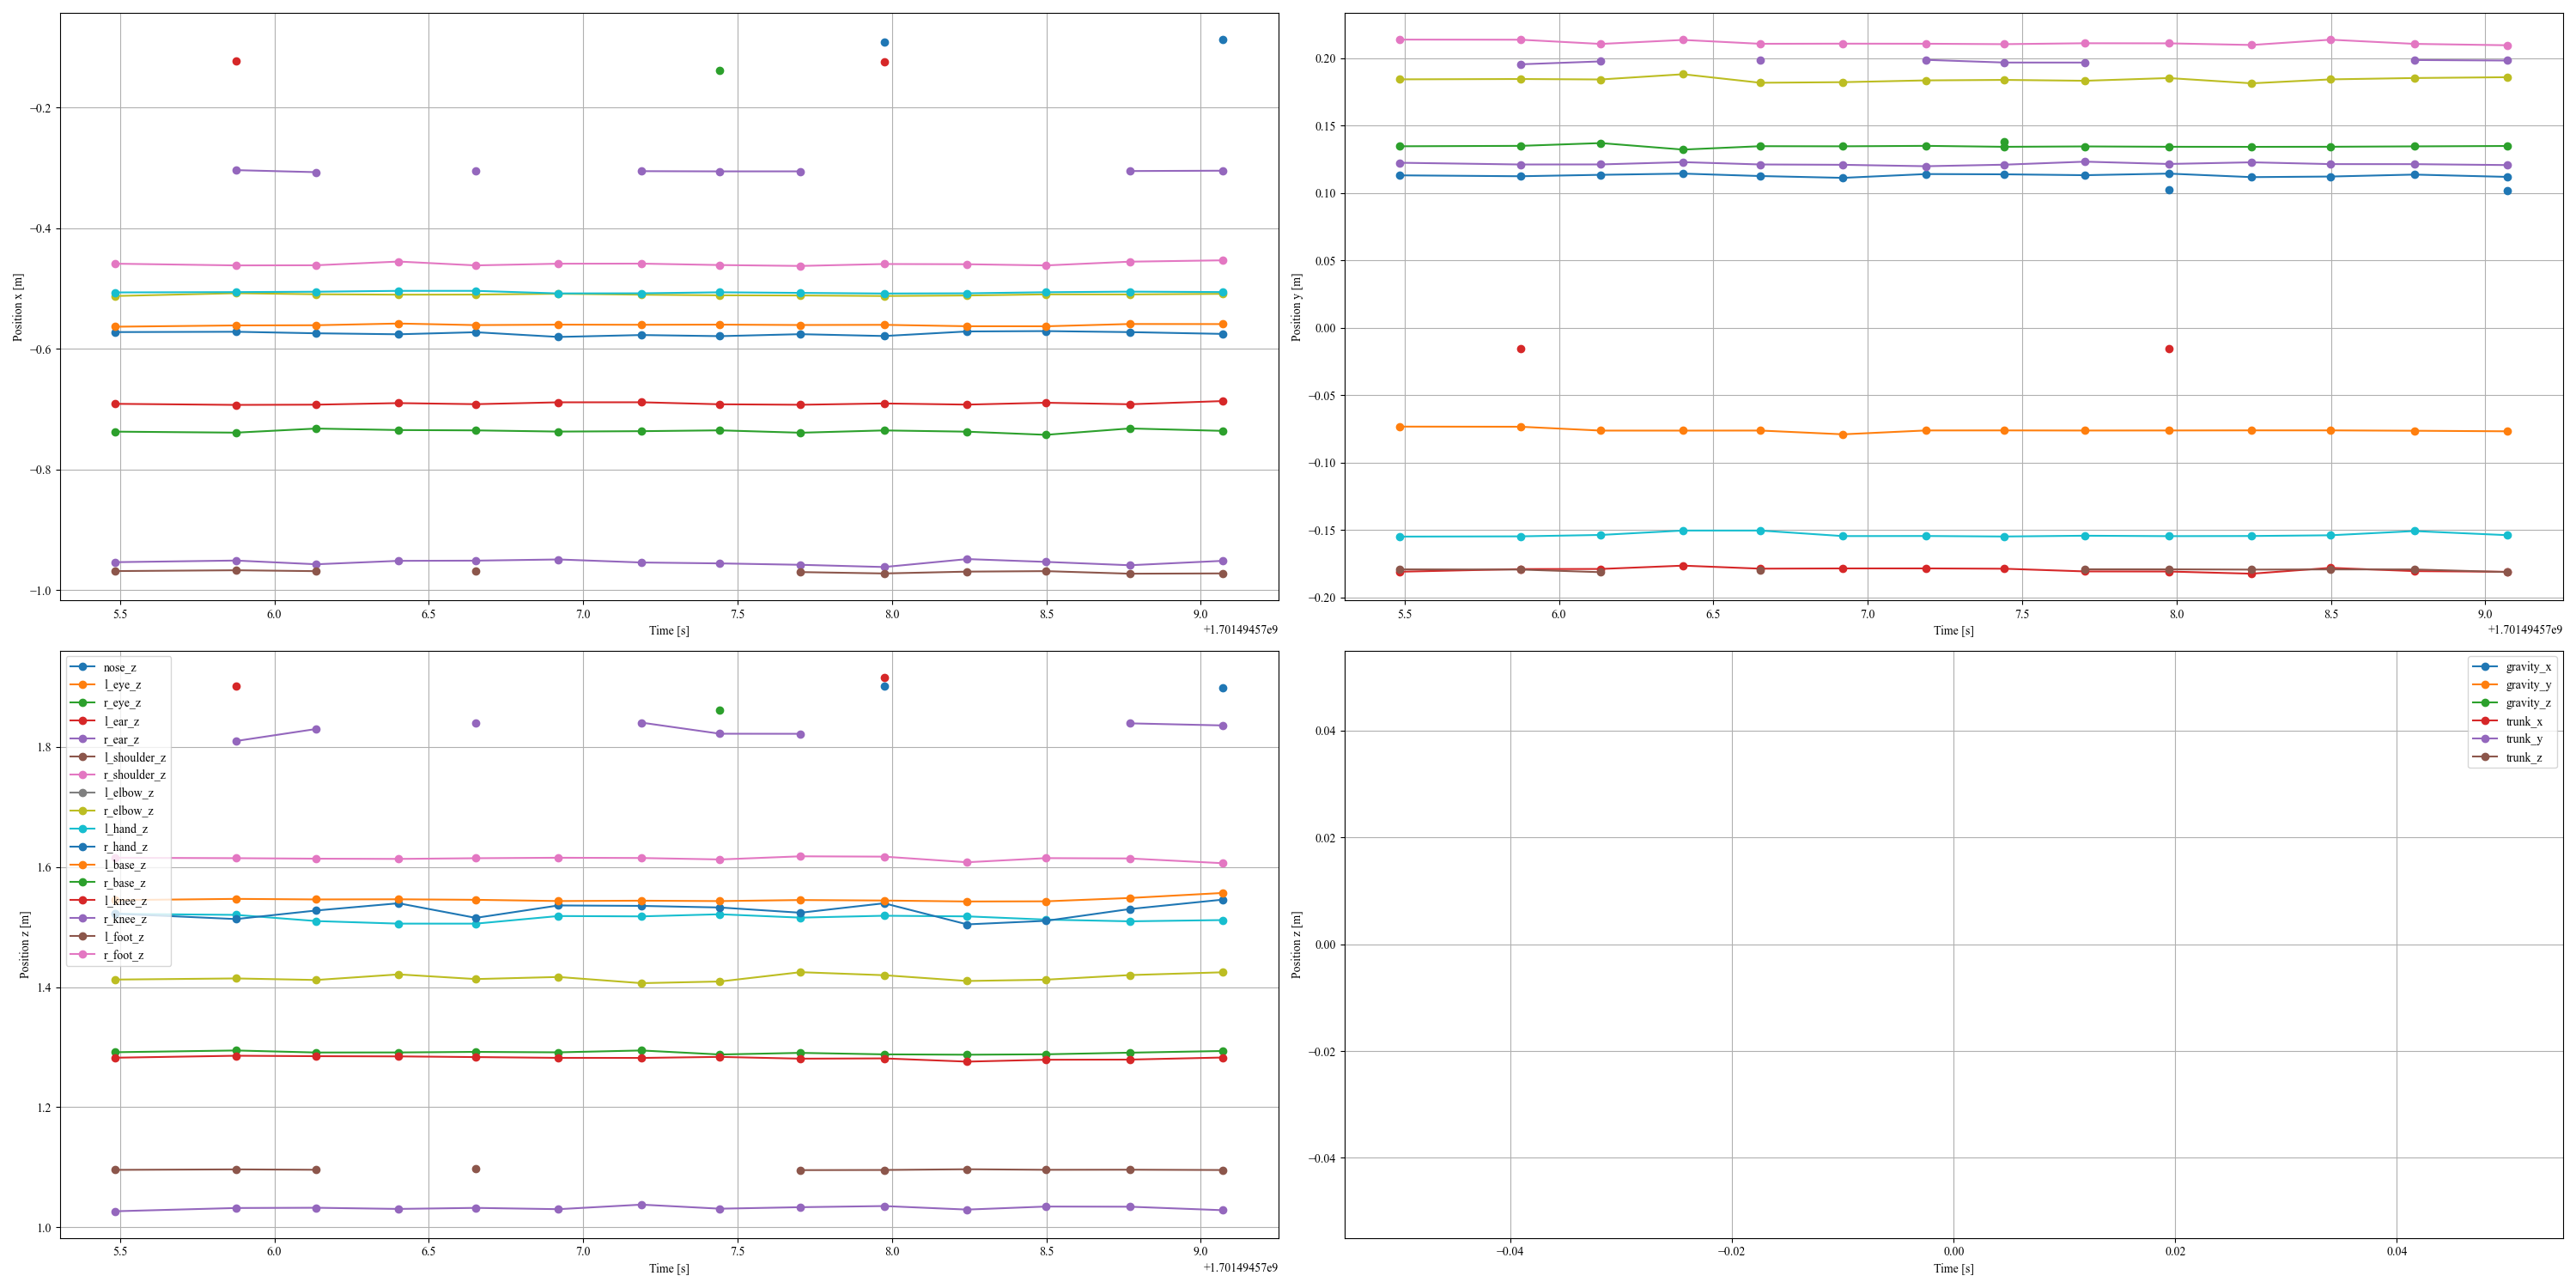 −0.2
−0.4
−0.6
−0.8
−1.0
Position x [m]
5.5 6.0 6.5 7.0 7.5 8.0 8.5 9.0
Time [s]
+1.70149457e9
0.20
0.15
0.10
0.05
0.00
−0.05
−0.10
−0.15
−0.20
Position y [m]
5.5 6.0 6.5 7.0 7.5 8.0 8.5 9.0
Time [s]
+1.70149457e9
1.8
1.6
1.4
1.2
1.0
Position z [m]
nose_z
l_eye_z
r_eye_z
l_ear_z
r_ear_z
l_shoulder_z
r_shoulder_z
l_elbow_z
r_elbow_z
l_hand_z
r_hand_z
l_base_z
r_base_z
l_knee_z
r_knee_z
l_foot_z
r_foot_z
5.5 6.0 6.5 7.0 7.5 8.0 8.5 9.0
Time [s]
+1.70149457e9
0.04
0.02
0.00
−0.02
−0.04
Position z [m]
gravity_x
gravity_y
gravity_z
trunk_x
trunk_y
trunk_z
−0.04 −0.02 0.00 0.02 0.04
Time [s]